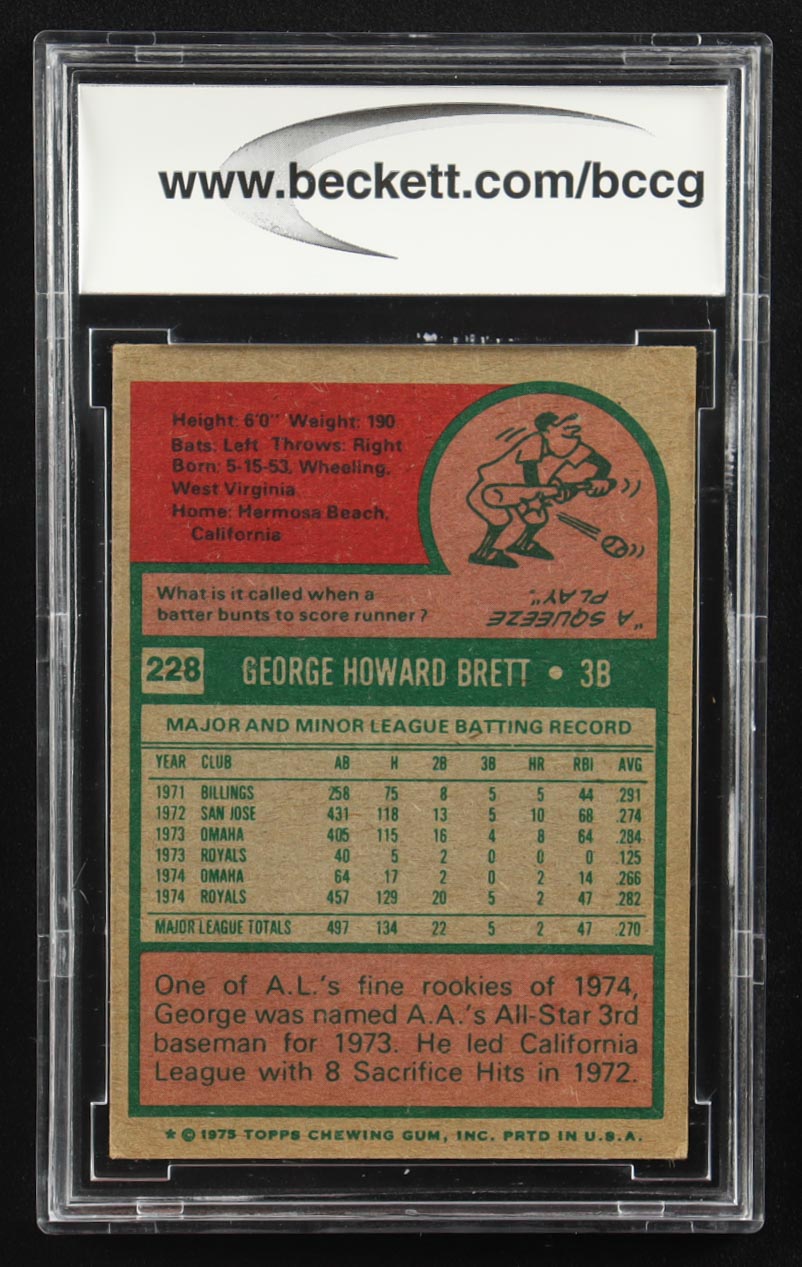 www.beckett.com/bccg
Height: 6'0" Weight: 190
Bats: Left Throws: Right
Born: 5-15-53, Wheeling,
West Virginia
Home: Hermosa Beach,
California
What is it called when a
batter bunts to score runner?
"A SQUEEZE
PLAY".
228 GEORGE HOWARD BRETT • 3B
MAJOR AND MINOR LEAGUE BATTING RECORD
YEAR CLUB AB H 2B 3B HR RBI AVG
1971 BILLINGS 258 75 8 5 5 44 .291
1972 SAN JOSE 431 118 13 5 10 68 .274
1973 OMAHA 405 115 16 4 8 64 .284
1973 ROYALS 40 5 2 0 0 0 .125
1974 OMAHA 64 17 2 0 2 14 .266
1974 ROYALS 457 129 20 5 2 47 .282
MAJOR LEAGUE TOTALS 497 134 22 5 2 47 .270
One of A.L.'s fine rookies of 1974,
George was named A.A.'s All-Star 3rd
baseman for 1973. He led California
League with 8 Sacrifice Hits in 1972.
* © 1975 TOPPS CHEWING GUM, INC. PRTD IN U.S.A.